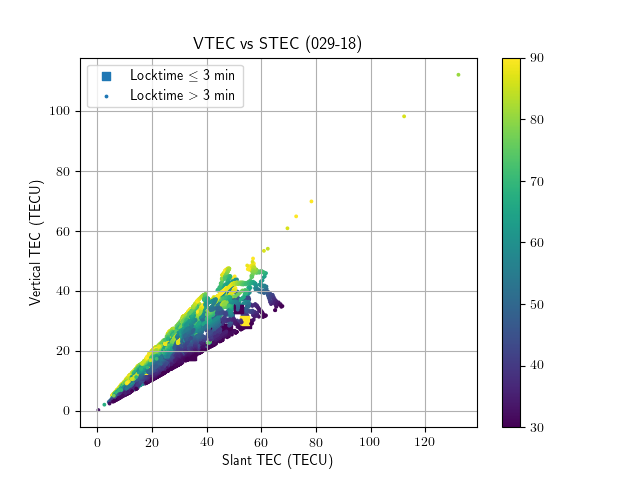 VTEC vs STEC (029-18)
Locktime ≤ 3 min
Locktime > 3 min
Vertical TEC (TECU)
100
80
60
40
20
0
0 20 40 60 80 100 120
Slant TEC (TECU)
90
80
70
60
50
40
30